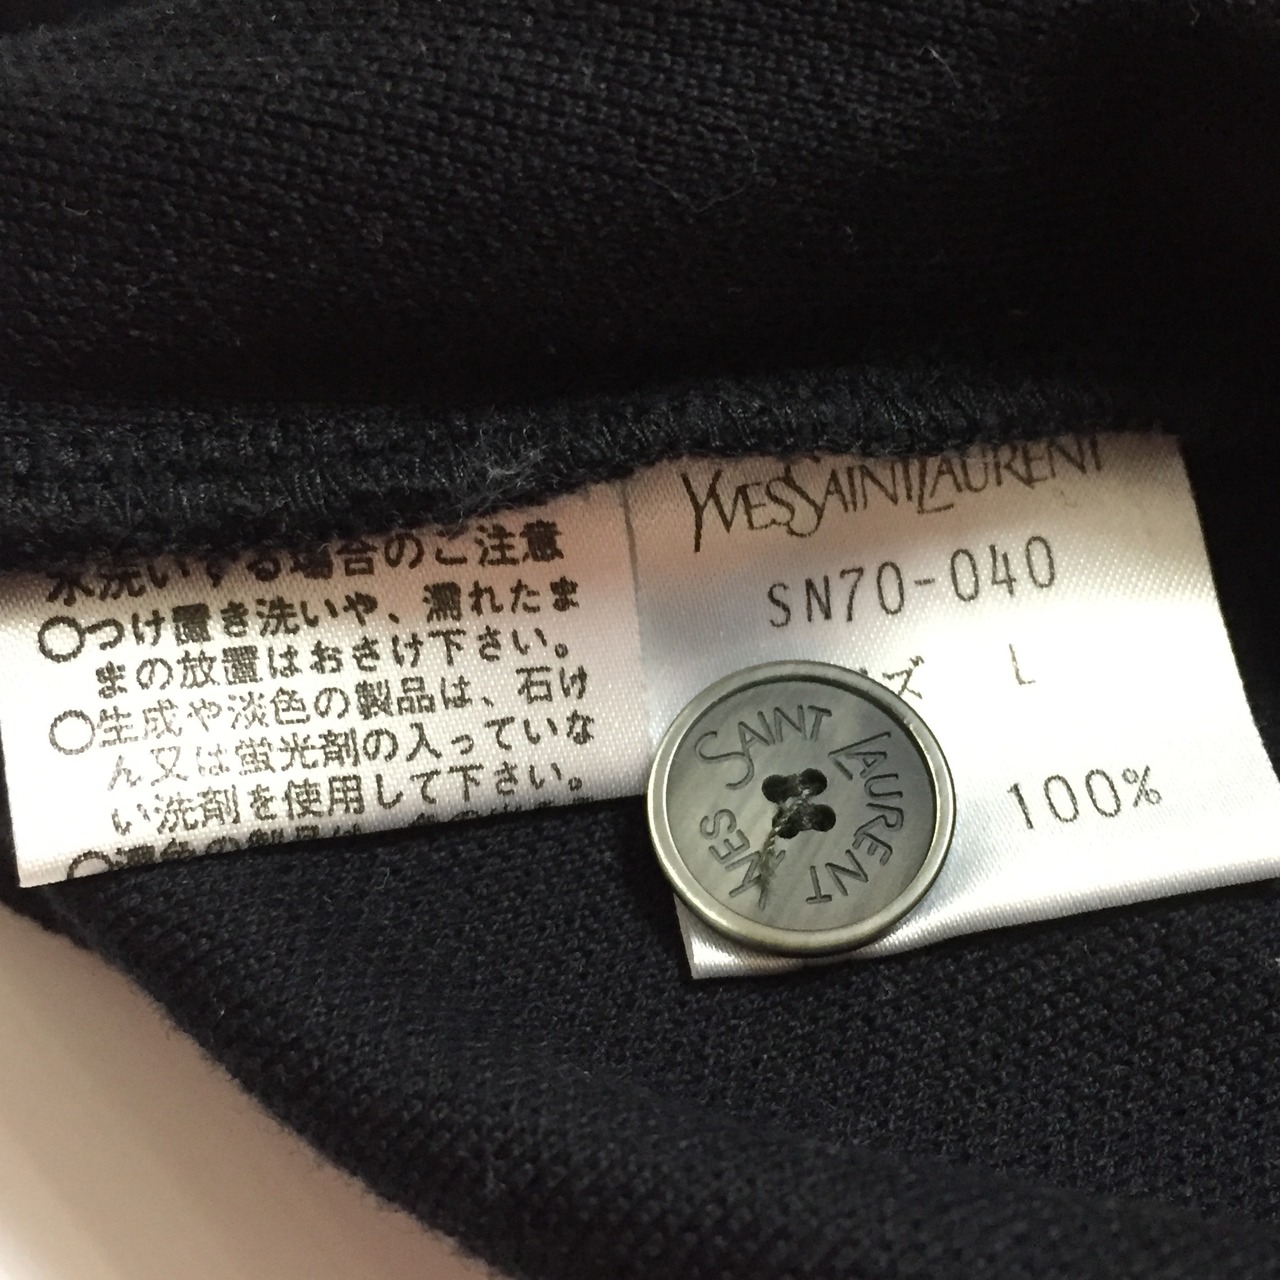 水洗いする場合のご注意
○つけ置き洗いや、濡れたま
まの放置はおさけ下さい。
○生成や淡色の製品は、石け
ん又は蛍光剤の入っていな
い洗剤を使用して下さい。
YVES SAINT LAURENT
SN70-040
ズ L
100%
YVES SAINT LAURENT